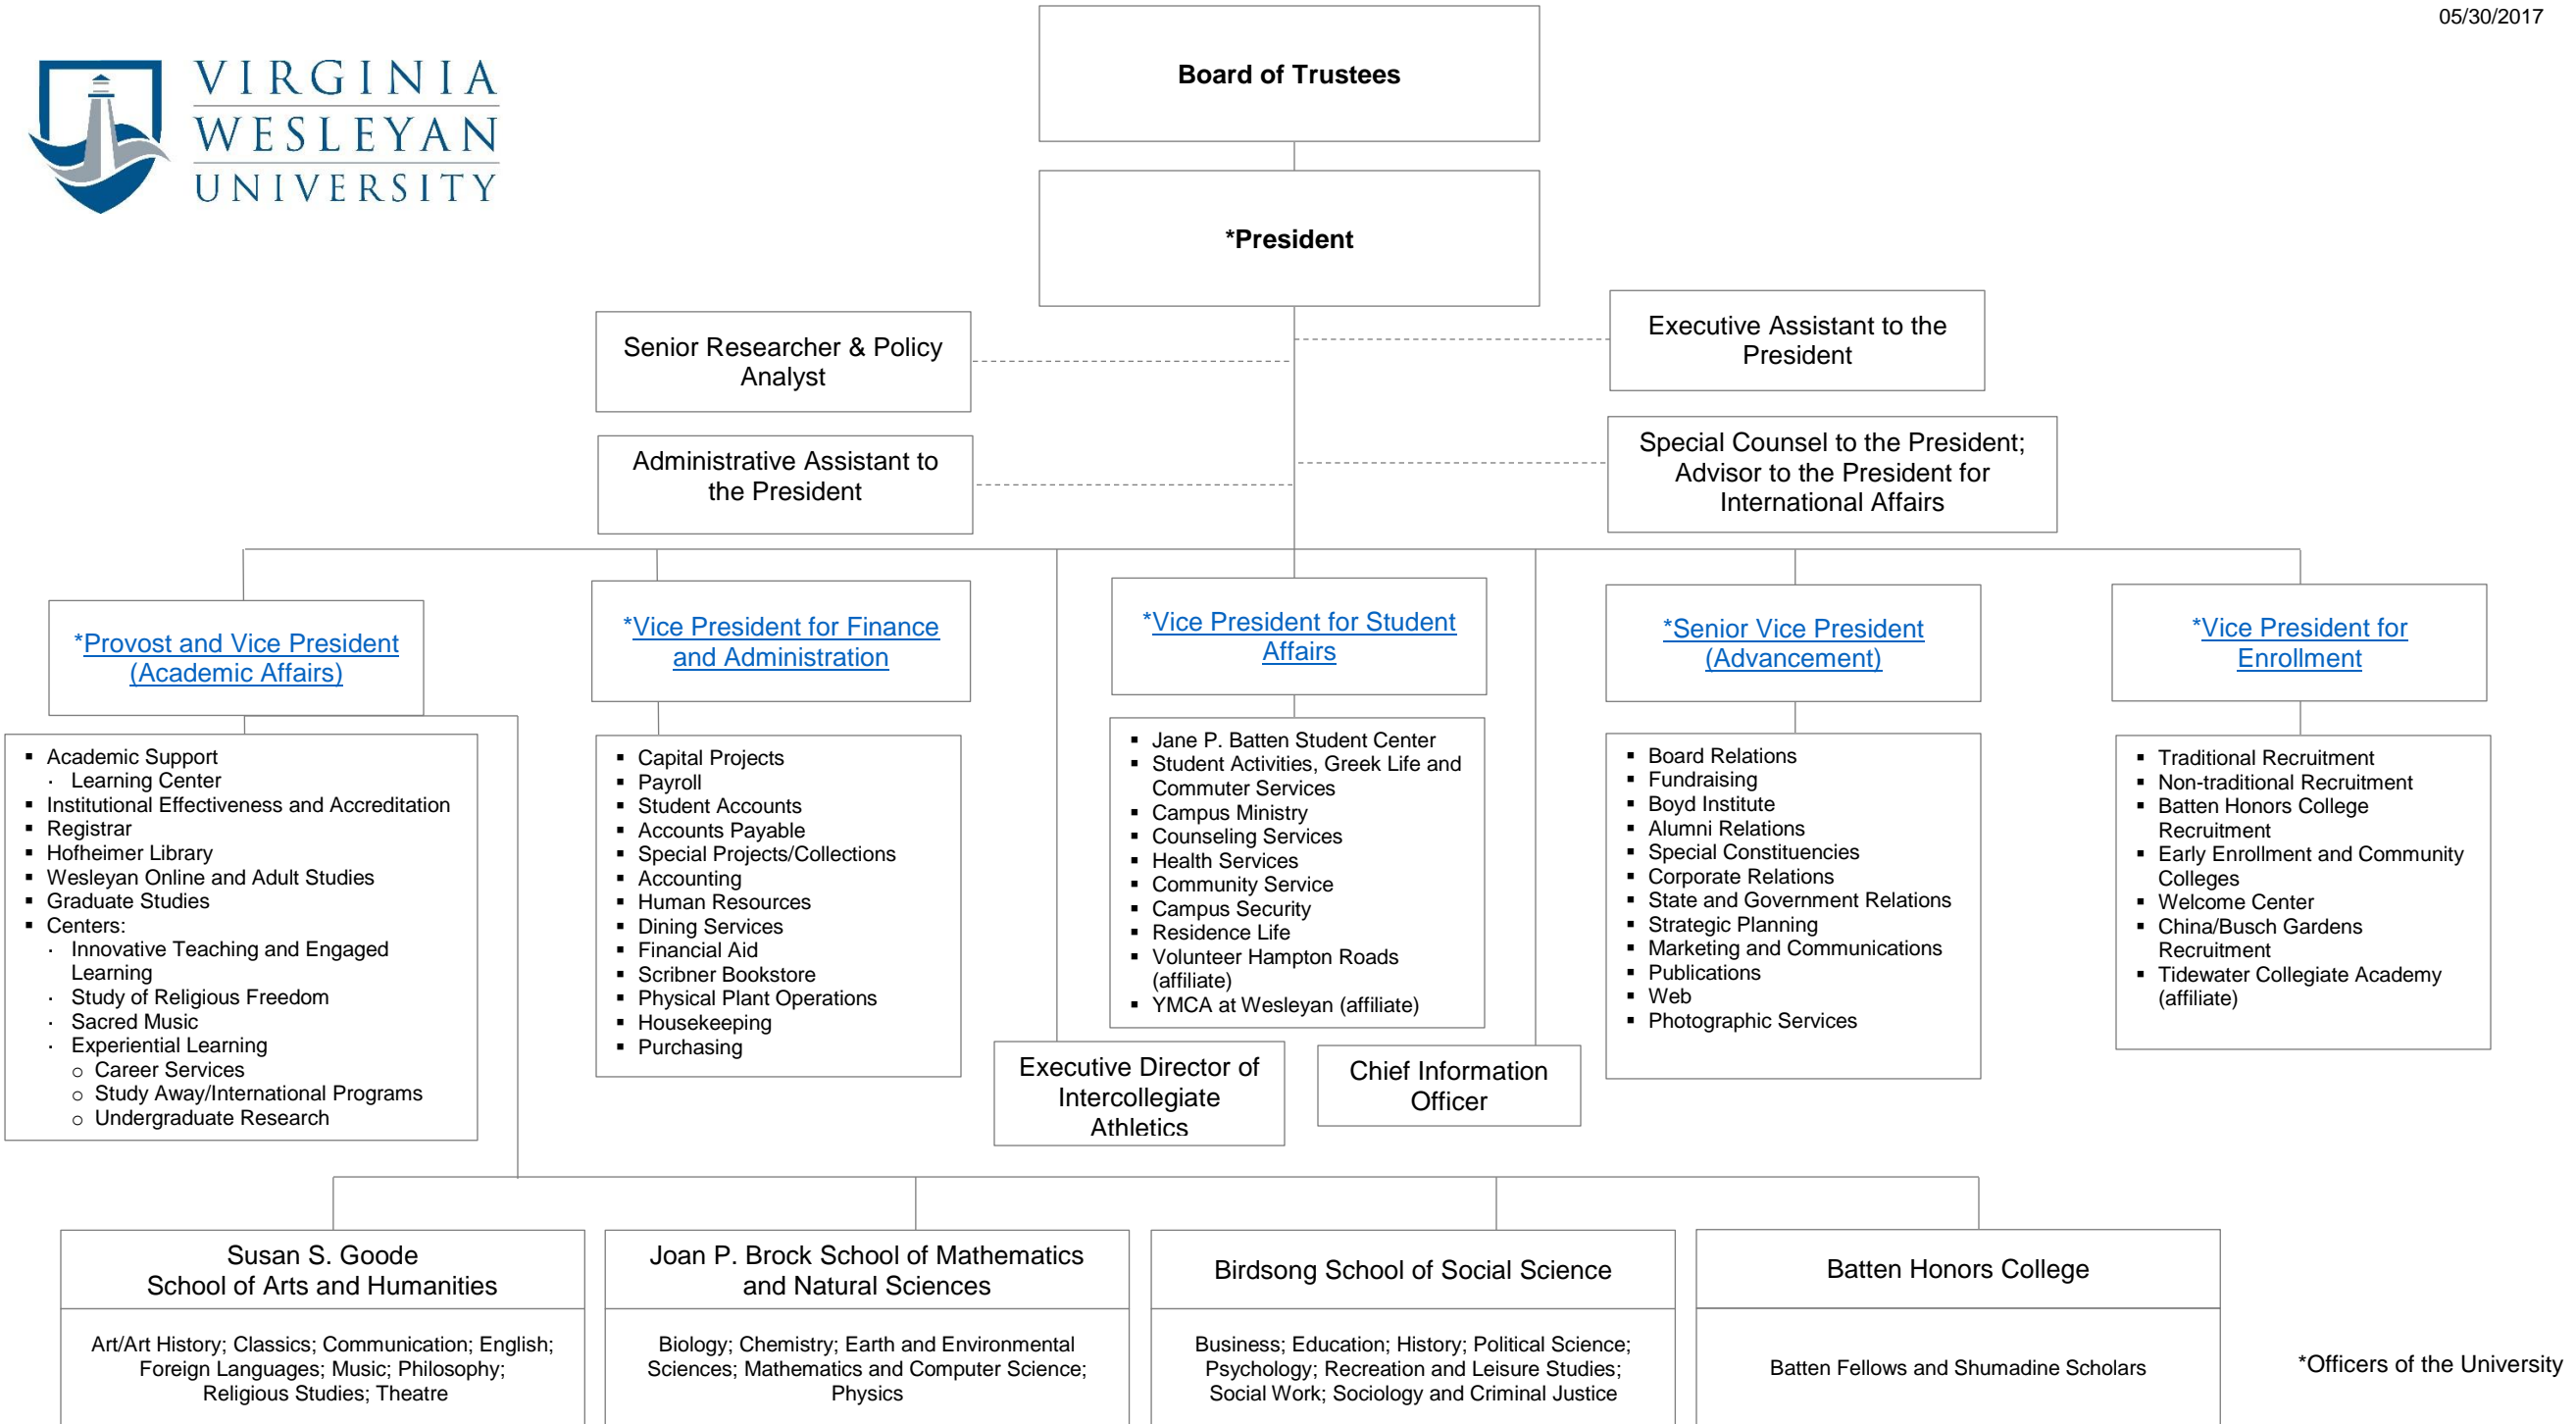 05/30/2017
VIRGINIA
WESLEYAN
UNIVERSITY
Board of Trustees
*President
Senior Researcher & Policy
Analyst
Executive Assistant to the
President
Administrative Assistant to
the President
Special Counsel to the President;
Advisor to the President for
International Affairs
*Provost and Vice President
(Academic Affairs)
*Vice President for Finance
and Administration
*Vice President for Student
Affairs
*Senior Vice President
(Advancement)
*Vice President for
Enrollment
▪ Academic Support
· Learning Center
▪ Institutional Effectiveness and Accreditation
▪ Registrar
▪ Hofheimer Library
▪ Wesleyan Online and Adult Studies
▪ Graduate Studies
▪ Centers:
· Innovative Teaching and Engaged
Learning
· Study of Religious Freedom
· Sacred Music
· Experiential Learning
o Career Services
o Study Away/International Programs
o Undergraduate Research
▪ Capital Projects
▪ Payroll
▪ Student Accounts
▪ Accounts Payable
▪ Special Projects/Collections
▪ Accounting
▪ Human Resources
▪ Dining Services
▪ Financial Aid
▪ Scribner Bookstore
▪ Physical Plant Operations
▪ Housekeeping
▪ Purchasing
▪ Jane P. Batten Student Center
▪ Student Activities, Greek Life and
Commuter Services
▪ Campus Ministry
▪ Counseling Services
▪ Health Services
▪ Community Service
▪ Campus Security
▪ Residence Life
▪ Volunteer Hampton Roads
(affiliate)
▪ YMCA at Wesleyan (affiliate)
▪ Board Relations
▪ Fundraising
▪ Boyd Institute
▪ Alumni Relations
▪ Special Constituencies
▪ Corporate Relations
▪ State and Government Relations
▪ Strategic Planning
▪ Marketing and Communications
▪ Publications
▪ Web
▪ Photographic Services
▪ Traditional Recruitment
▪ Non-traditional Recruitment
▪ Batten Honors College
Recruitment
▪ Early Enrollment and Community
Colleges
▪ Welcome Center
▪ China/Busch Gardens
Recruitment
▪ Tidewater Collegiate Academy
(affiliate)
Executive Director of
Intercollegiate
Athletics
Chief Information
Officer
Susan S. Goode
School of Arts and Humanities
Art/Art History; Classics; Communication; English;
Foreign Languages; Music; Philosophy;
Religious Studies; Theatre
Joan P. Brock School of Mathematics
and Natural Sciences
Biology; Chemistry; Earth and Environmental
Sciences; Mathematics and Computer Science;
Physics
Birdsong School of Social Science
Business; Education; History; Political Science;
Psychology; Recreation and Leisure Studies;
Social Work; Sociology and Criminal Justice
Batten Honors College
Batten Fellows and Shumadine Scholars
*Officers of the University